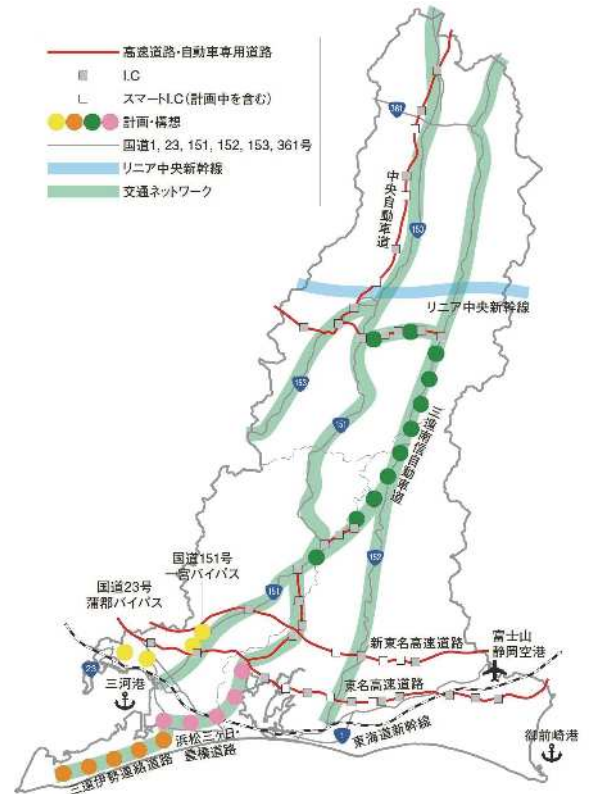 高速道路・自動車専用道路
I.C
スマートI.C(計画中を含む)
計画・構想
国道1, 23, 151, 152, 153, 361号
リニア中央新幹線
交通ネットワーク
361
中央自動車道
153
リニア中央新幹線
153
151
三遠南信自動車道
152
国道151号
一宮バイパス
151
国道23号
蒲郡バイパス
新東名高速道路
富士山
静岡空港
23
三河港
東名高速道路
浜松三ヶ日・
豊橋道路
1
東海道新幹線
御前崎港
三遠伊勢連絡道路